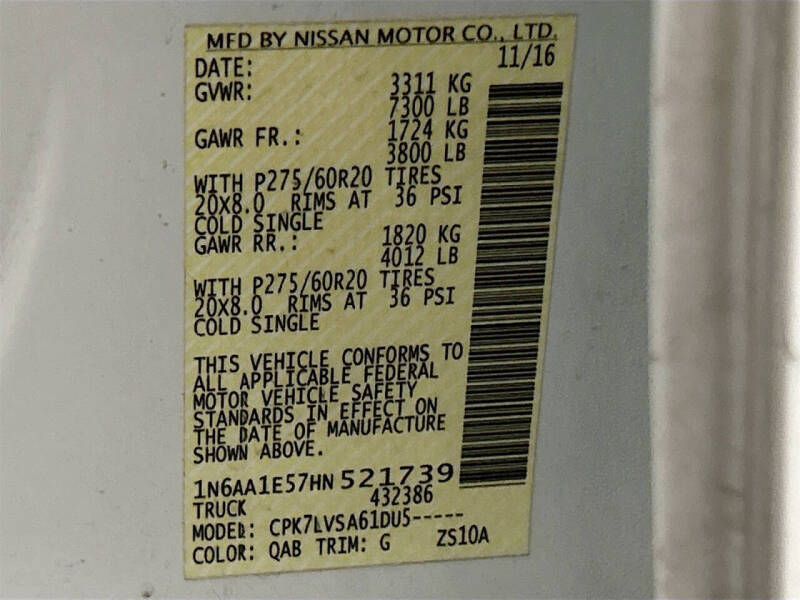 MFD BY NISSAN MOTOR CO., LTD.
DATE: 11/16
GVWR: 3311 KG
7300 LB
GAWR FR.: 1724 KG
3800 LB
WITH P275/60R20 TIRES
20X8.0 RIMS AT 36 PSI
COLD SINGLE
GAWR RR.: 1820 KG
4012 LB
WITH P275/60R20 TIRES
20X8.0 RIMS AT 36 PSI
COLD SINGLE
THIS VEHICLE CONFORMS TO
ALL APPLICABLE FEDERAL
MOTOR VEHICLE SAFETY
STANDARDS IN EFFECT ON
THE DATE OF MANUFACTURE
SHOWN ABOVE.
1N6AA1E57HN521739
TRUCK 432386
MODEL: CPK7LVSA61DU5-----
COLOR: QAB TRIM: G ZS10A